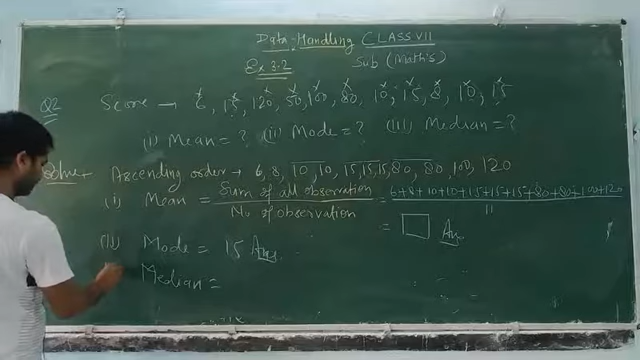 Data-Handling CLASS VII
Ex 3.2 Sub (Math's)
Q2 Score → 6, 15, 120, 50, 100, 80, 10, 15, 8, 10, 15
(i) Mean = ? (ii) Mode = ? (iii) Median = ?
Solve → Ascending order → 6, 8, 10, 10, 15, 15, 15, 80, 80, 100, 120
(i) Mean = Sum of all observation = 6+8+10+10+15+15+15+80+80+100+120
No of observation 11
= Ans
(ii) Mode = 15 Ans
Median =